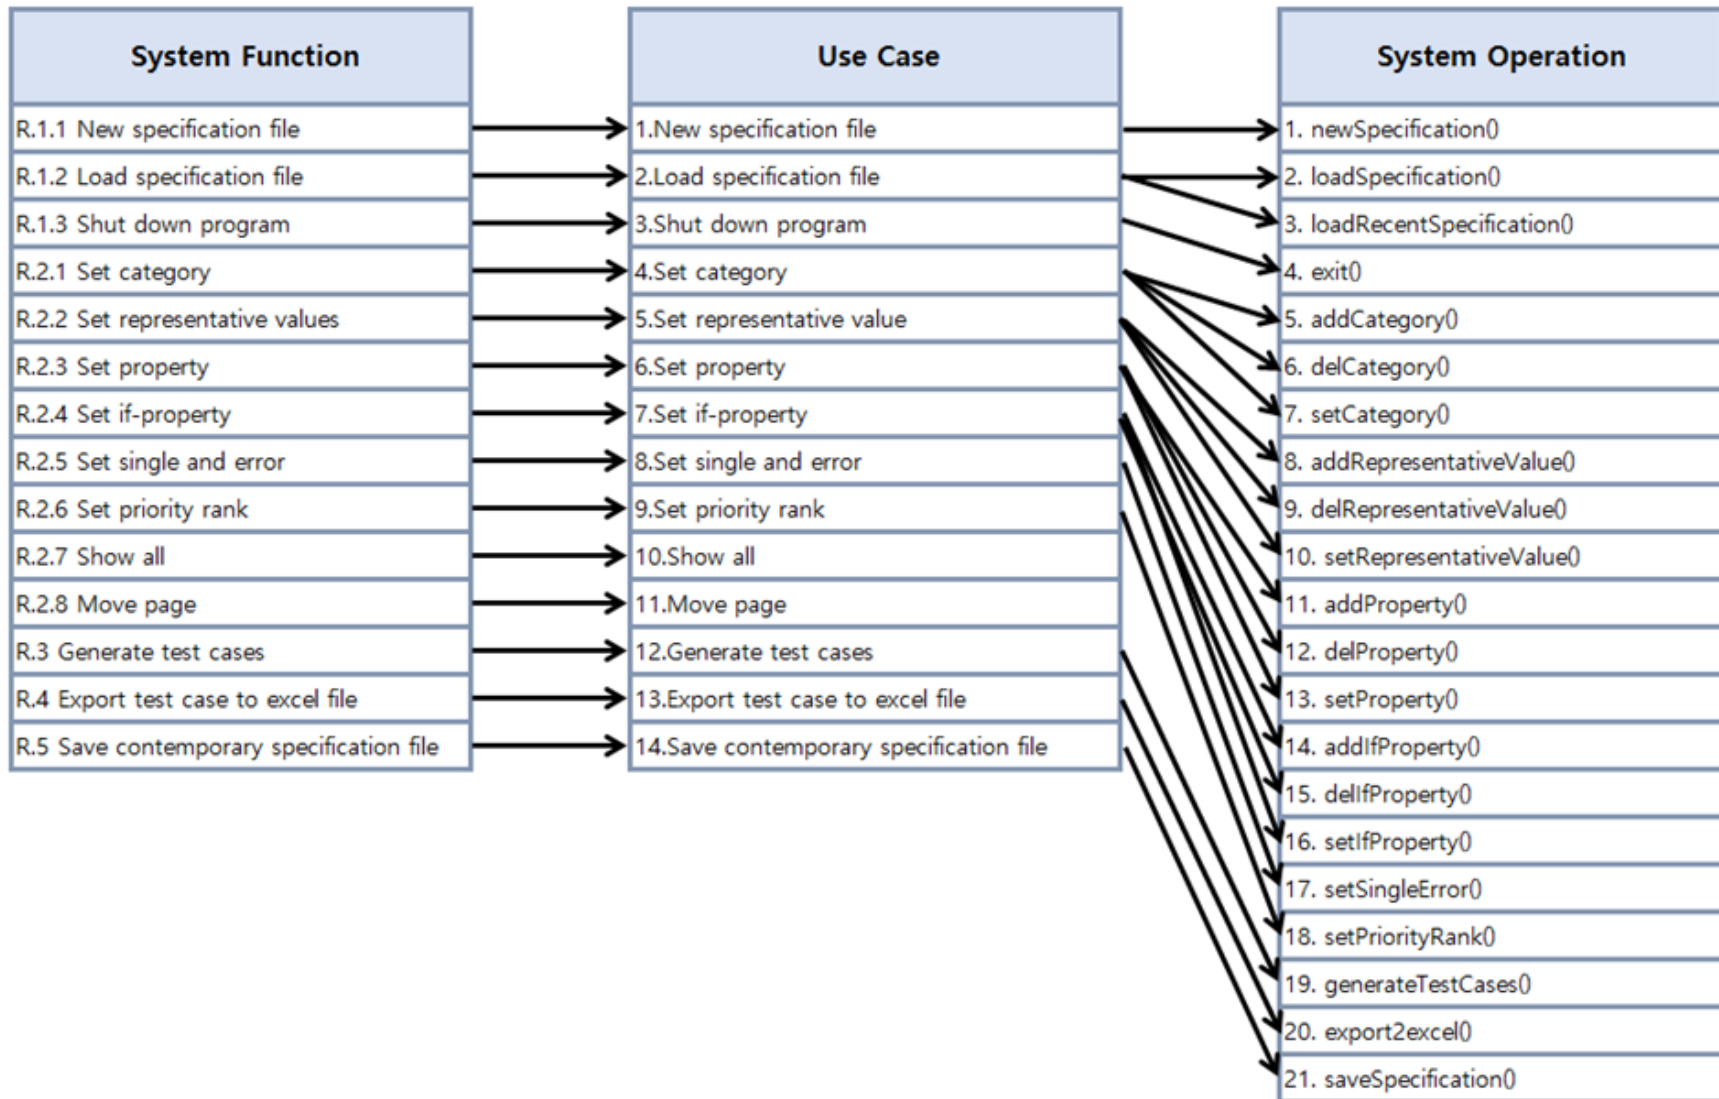 System Function
R.1.1 New specification file
R.1.2 Load specification file
R.1.3 Shut down program
R.2.1 Set category
R.2.2 Set representative values
R.2.3 Set property
R.2.4 Set if-property
R.2.5 Set single and error
R.2.6 Set priority rank
R.2.7 Show all
R.2.8 Move page
R.3 Generate test cases
R.4 Export test case to excel file
R.5 Save contemporary specification file
Use Case
1.New specification file
2.Load specification file
3.Shut down program
4.Set category
5.Set representative value
6.Set property
7.Set if-property
8.Set single and error
9.Set priority rank
10.Show all
11.Move page
12.Generate test cases
13.Export test case to excel file
14.Save contemporary specification file
System Operation
1. newSpecification()
2. loadSpecification()
3. loadRecentSpecification()
4. exit()
5. addCategory()
6. delCategory()
7. setCategory()
8. addRepresentativeValue()
9. delRepresentativeValue()
10. setRepresentativeValue()
11. addProperty()
12. delProperty()
13. setProperty()
14. addIfProperty()
15. delIfProperty()
16. setIfProperty()
17. setSingleError()
18. setPriorityRank()
19. generateTestCases()
20. export2excel()
21. saveSpecification()